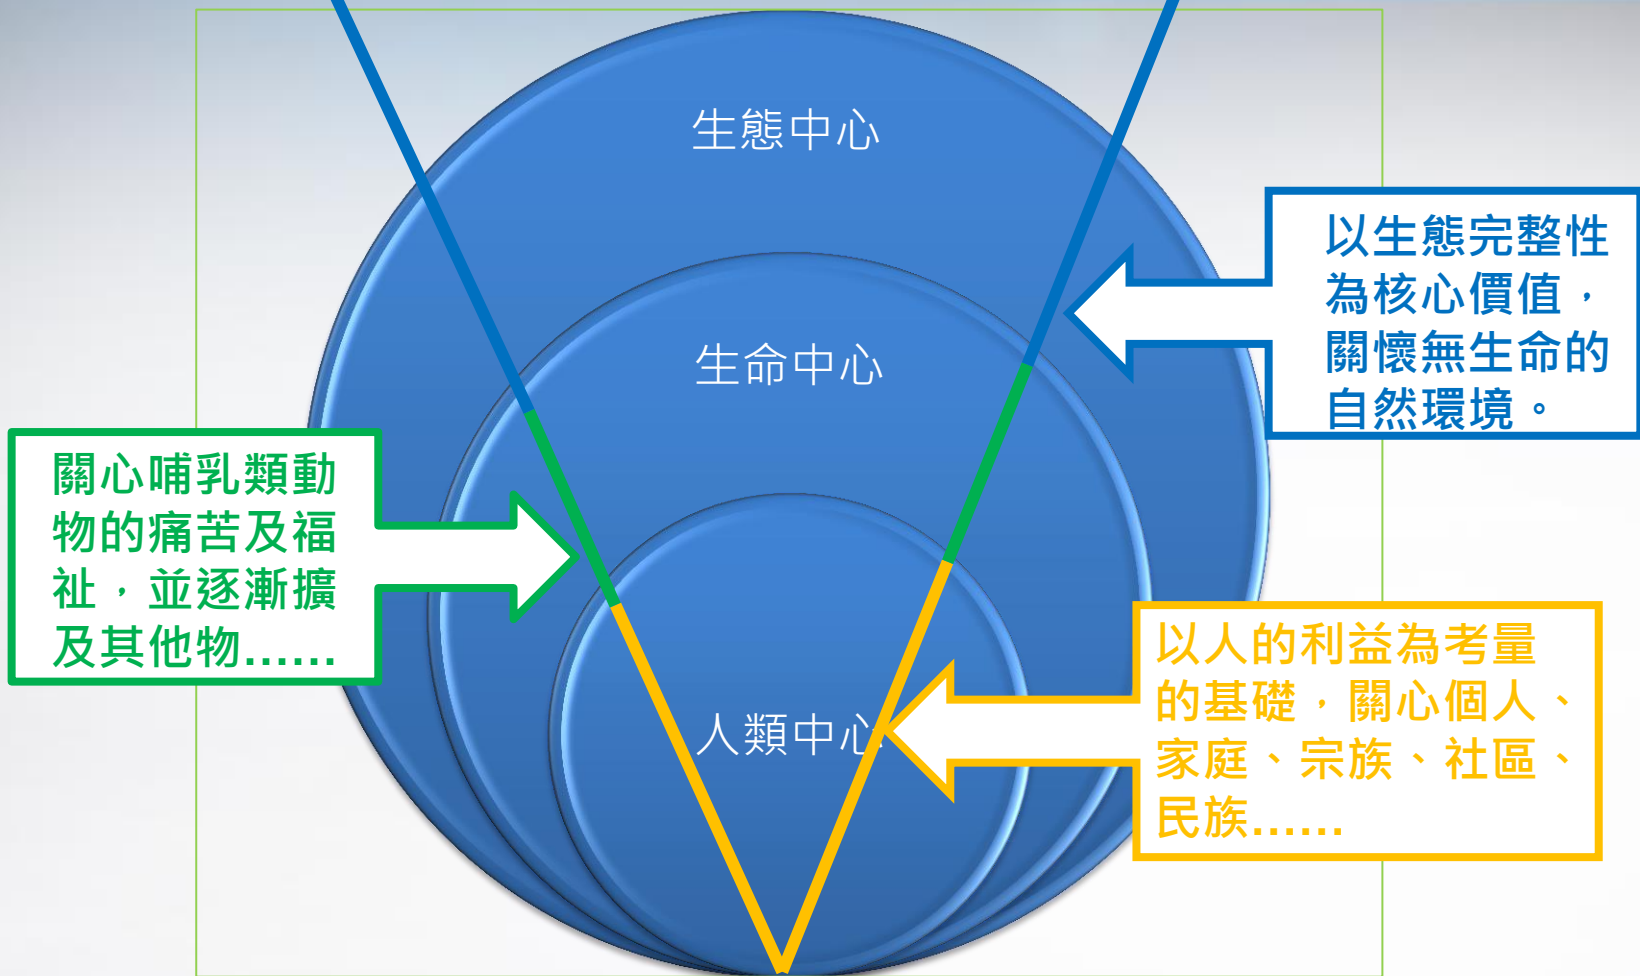 生態中心
以生態完整性
為核心價值，
關懷無生命的
自然環境。
生命中心
關心哺乳類動
物的痛苦及福
祉，並逐漸擴
及其他物......
人類中心
以人的利益為考量
的基礎，關心個人、
家庭、宗族、社區、
民族......